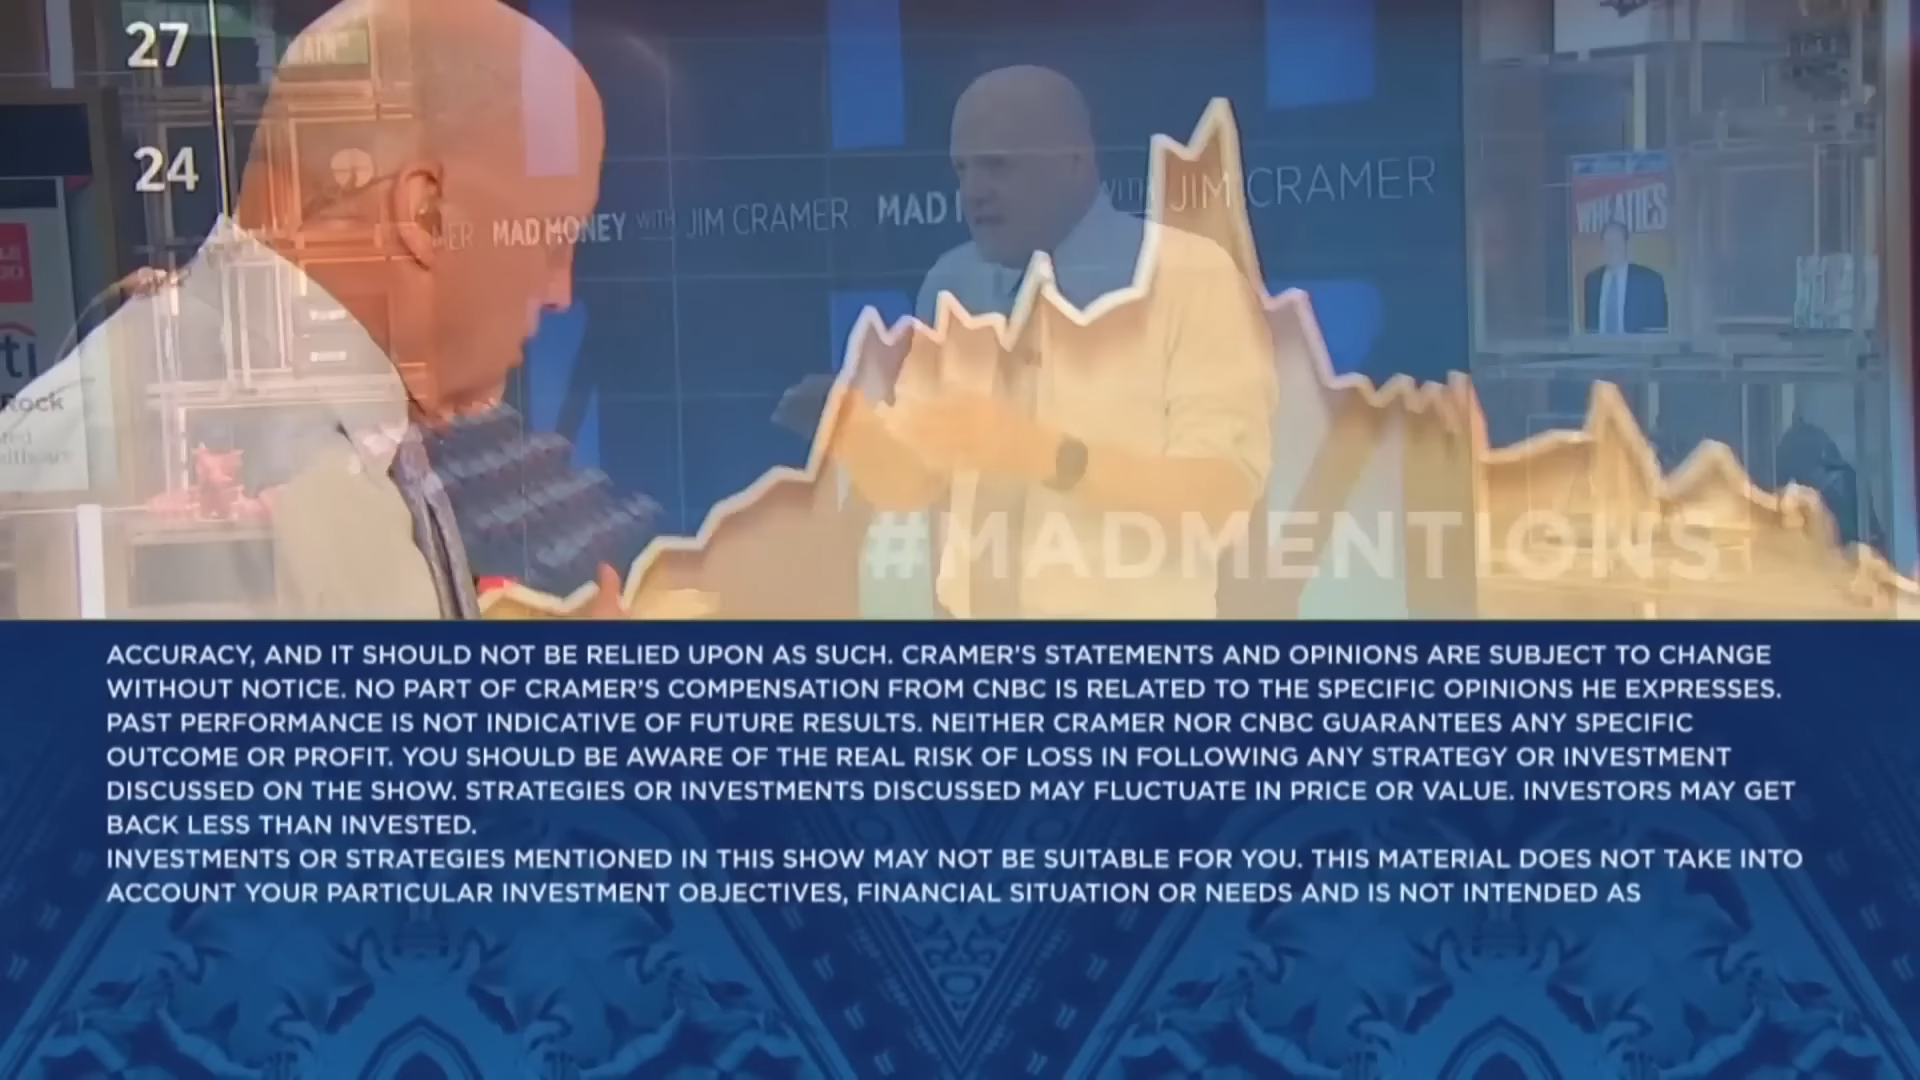 27
24
Rock
MAD MONEY WITH JIM CRAMER
MAD
WITH JIM CRAMER
WHEATIES
#MADMENTIONS
ACCURACY, AND IT SHOULD NOT BE RELIED UPON AS SUCH. CRAMER'S STATEMENTS AND OPINIONS ARE SUBJECT TO CHANGE
WITHOUT NOTICE. NO PART OF CRAMER'S COMPENSATION FROM CNBC IS RELATED TO THE SPECIFIC OPINIONS HE EXPRESSES.
PAST PERFORMANCE IS NOT INDICATIVE OF FUTURE RESULTS. NEITHER CRAMER NOR CNBC GUARANTEES ANY SPECIFIC
OUTCOME OR PROFIT. YOU SHOULD BE AWARE OF THE REAL RISK OF LOSS IN FOLLOWING ANY STRATEGY OR INVESTMENT
DISCUSSED ON THE SHOW. STRATEGIES OR INVESTMENTS DISCUSSED MAY FLUCTUATE IN PRICE OR VALUE. INVESTORS MAY GET
BACK LESS THAN INVESTED.
INVESTMENTS OR STRATEGIES MENTIONED IN THIS SHOW MAY NOT BE SUITABLE FOR YOU. THIS MATERIAL DOES NOT TAKE INTO
ACCOUNT YOUR PARTICULAR INVESTMENT OBJECTIVES, FINANCIAL SITUATION OR NEEDS AND IS NOT INTENDED AS